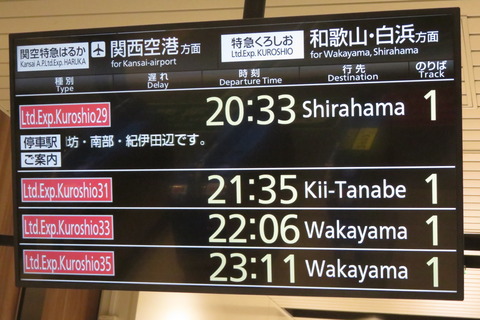 関空特急はるか 関西空港方面 特急くろしお 和歌山・白浜方面
Kansai A.P.Ltd.Exp. HARUKA for Kansai-airport Ltd.Exp. KUROSHIO for Wakayama, Shirahama
種別 遅れ 時刻 行先 のりば
Type Delay Departure Time Destination Track
Ltd.Exp.Kuroshio29 20:33 Shirahama 1
停車駅 坊・南部・紀伊田辺です。
ご案内
Ltd.Exp.Kuroshio31 21:35 Kii-Tanabe 1
Ltd.Exp.Kuroshio33 22:06 Wakayama 1
Ltd.Exp.Kuroshio35 23:11 Wakayama 1